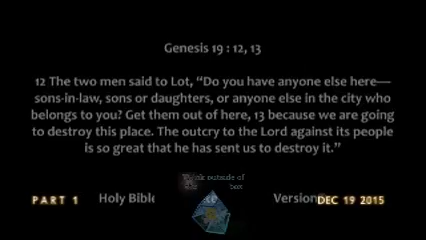 Genesis 19 : 12, 13
12 The two men said to Lot, “Do you have anyone else here—
sons-in-law, sons or daughters, or anyone else in the city who
belongs to you? Get them out of here, 13 because we are going
to destroy this place. The outcry to the Lord against its people
is so great that he has sent us to destroy it.”
outside of
box
PART 1 Holy Bible Version DEC 19 2015